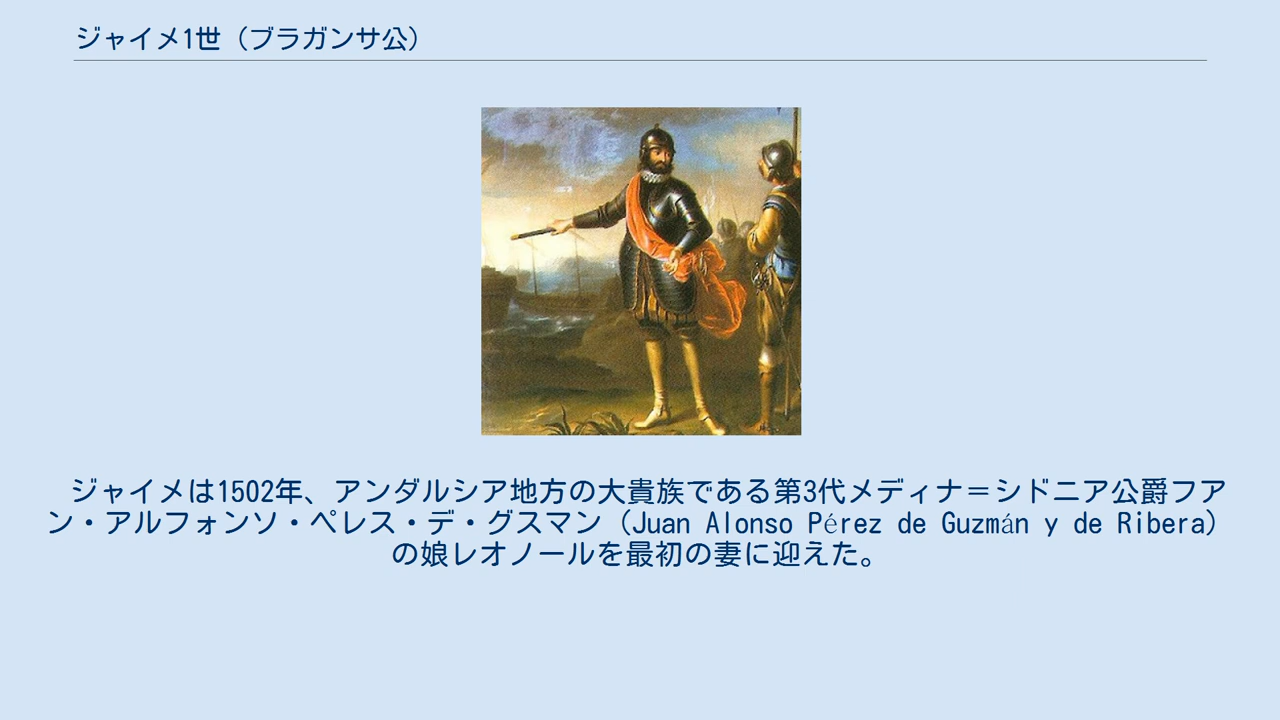 ジャイメ1世（ブラガンサ公）
ジャイメは1502年、アンダルシア地方の大貴族である第3代メディナ＝シドニア公爵フア
ン・アルフォンソ・ペレス・デ・グスマン（Juan Alonso Pérez de Guzmán y de Ribera）
の娘レオノールを最初の妻に迎えた。